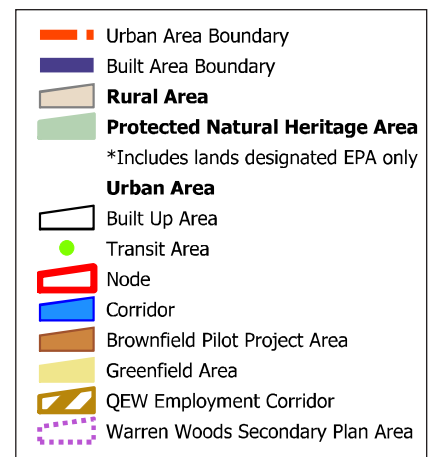 Urban Area Boundary
Built Area Boundary
Rural Area
Protected Natural Heritage Area
*Includes lands designated EPA only
Urban Area
Built Up Area
Transit Area
Node
Corridor
Brownfield Pilot Project Area
Greenfield Area
QEW Employment Corridor
Warren Woods Secondary Plan Area